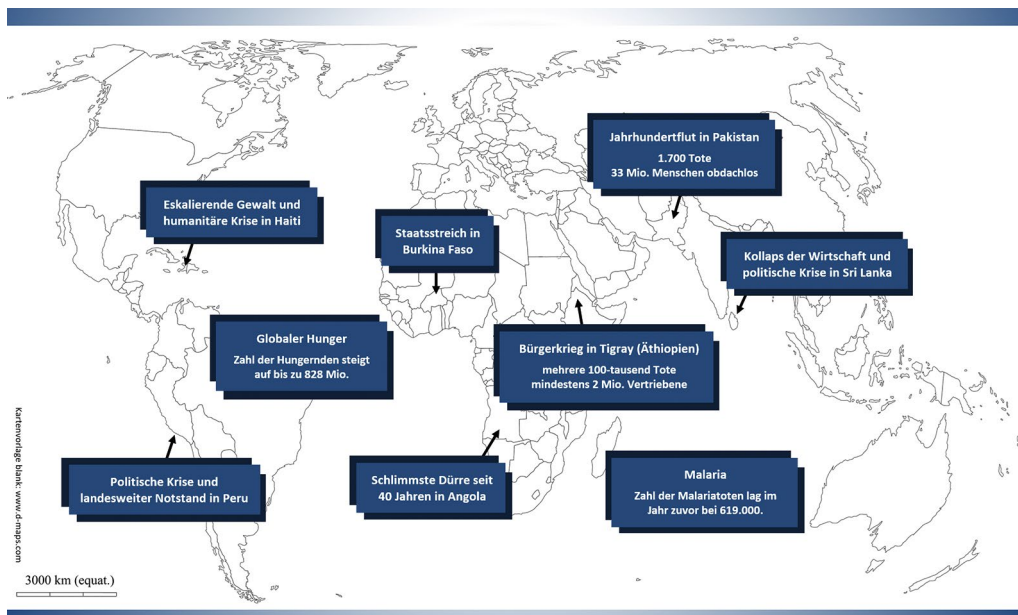 Jahrhundertflut in Pakistan
1.700 Tote
33 Mio. Menschen obdachlos
Eskalierende Gewalt und
humanitäre Krise in Haiti
Staatsstreich in
Burkina Faso
Kollaps der Wirtschaft und
politische Krise in Sri Lanka
Globaler Hunger
Zahl der Hungernden steigt
auf bis zu 828 Mio.
Bürgerkrieg in Tigray (Äthiopien)
mehrere 100-tausend Tote
mindestens 2 Mio. Vertriebene
Politische Krise und
landesweiter Notstand in Peru
Schlimmste Dürre seit
40 Jahren in Angola
Malaria
Zahl der Malariatoten lag im
Jahr zuvor bei 619.000.
Kartenvorlage blank: www.d-maps.com
3000 km (equat.)